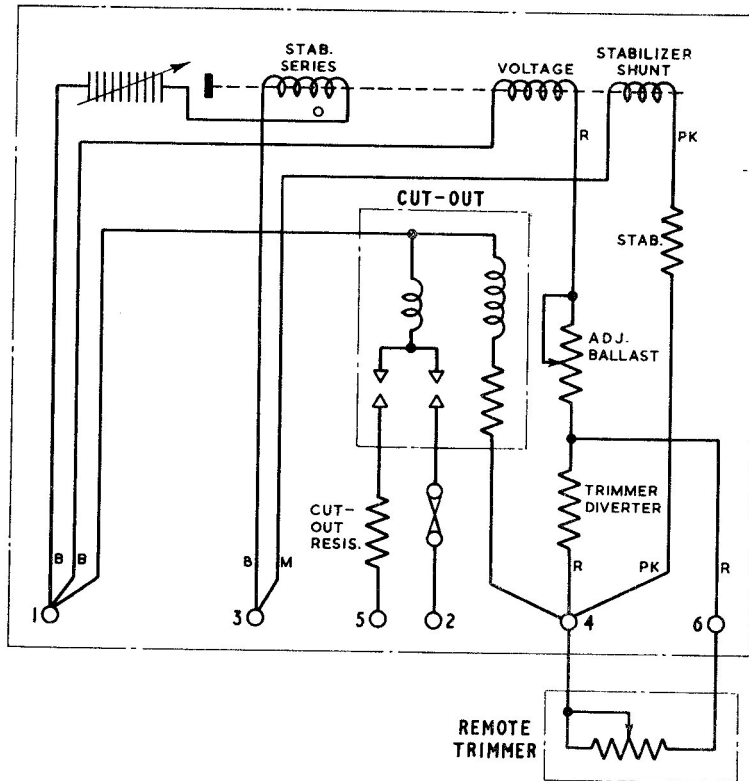 STAB.
SERIES
VOLTAGE
STABILIZER
SHUNT
R
PK
CUT-OUT
STAB.
ADJ.
BALLAST
CUT-
OUT
RESIS.
TRIMMER
DIVERTER
B
B
B
M
R
PK
R
1
3
5
2
4
6
REMOTE
TRIMMER